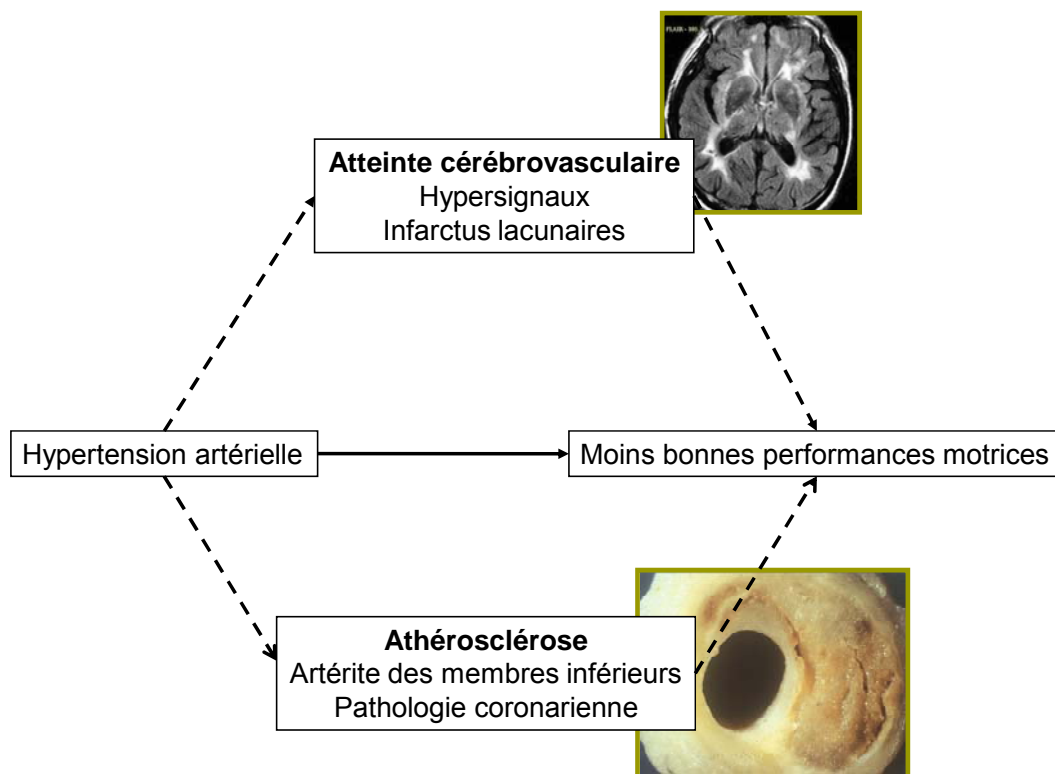 Atteinte cérébrovasculaire
Hypersignaux
Infarctus lacunaires
Hypertension artérielle
Moins bonnes performances motrices
Athérosclérose
Artérite des membres inférieurs
Pathologie coronarienne